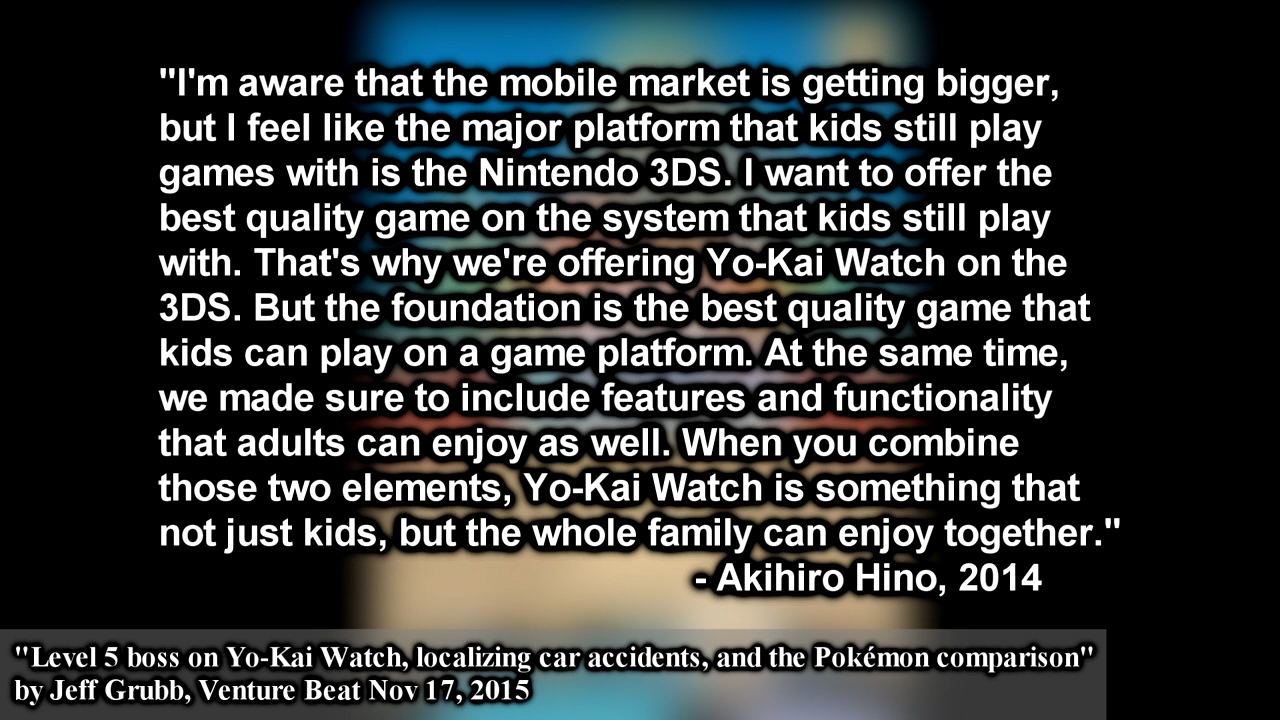 "I'm aware that the mobile market is getting bigger,
but I feel like the major platform that kids still play
games with is the Nintendo 3DS. I want to offer the
best quality game on the system that kids still play
with. That's why we're offering Yo-Kai Watch on the
3DS. But the foundation is the best quality game that
kids can play on a game platform. At the same time,
we made sure to include features and functionality
that adults can enjoy as well. When you combine
those two elements, Yo-Kai Watch is something that
not just kids, but the whole family can enjoy together."
- Akihiro Hino, 2014
"Level 5 boss on Yo-Kai Watch, localizing car accidents, and the Pokémon comparison"
by Jeff Grubb, Venture Beat Nov 17, 2015